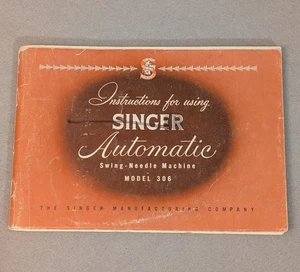 S
Instructions for using
SINGER
Automatic
Swing-Needle Machine
MODEL 306
THE SINGER MANUFACTURING COMPANY